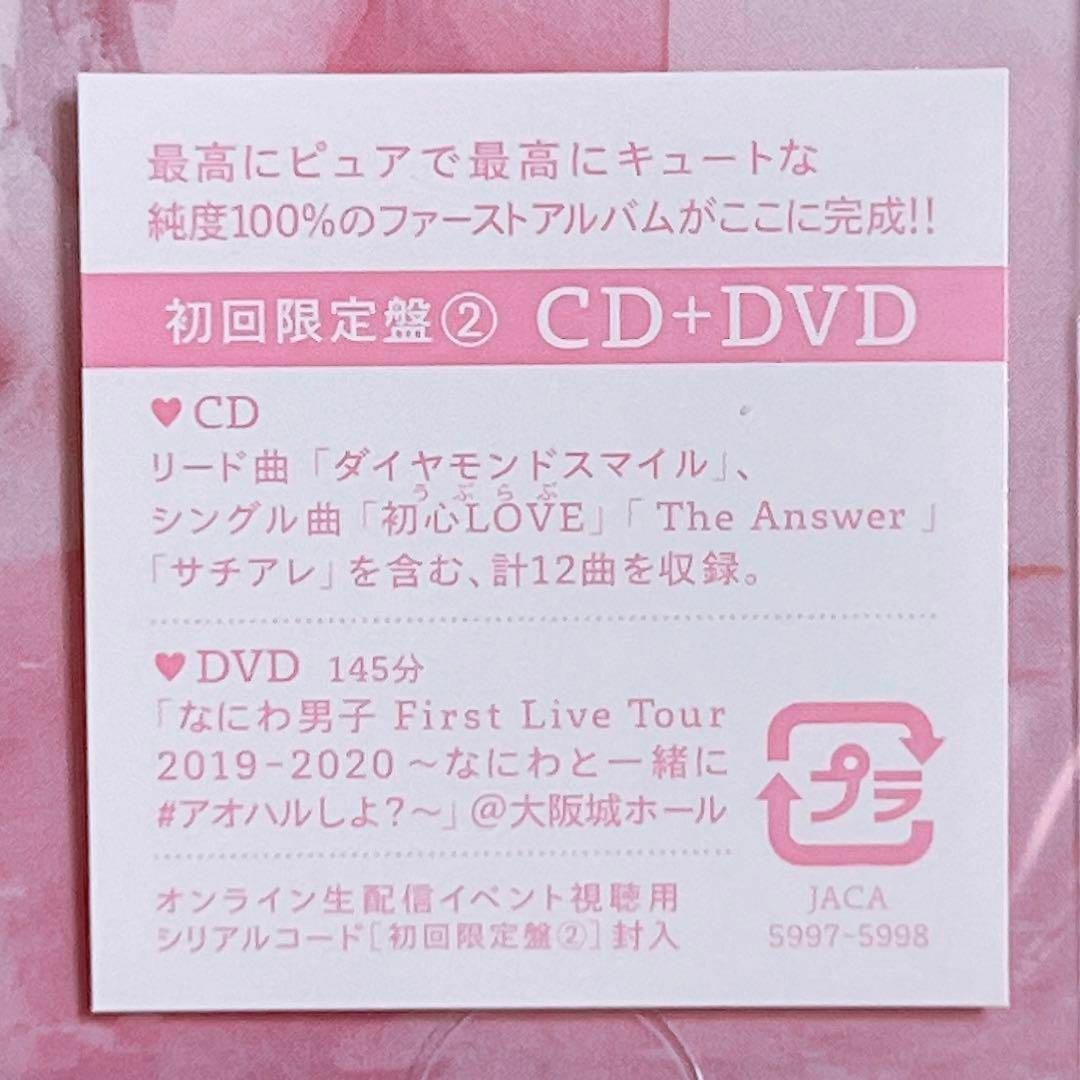 最高にピュアで最高にキュートな
純度100%のファーストアルバムがここに完成!!
初回限定盤② CD+DVD
♥CD
リード曲「ダイヤモンドスマイル」、
うぶらぶ
シングル曲「初心LOVE」「The Answer」
「サチアレ」を含む、計12曲を収録。
♥DVD 145分
「なにわ男子 First Live Tour
2019-2020 ~なにわと一緒に
#アオハルしよ?~」@大阪城ホール
プラ
オンライン生配信イベント視聴用
シリアルコード[初回限定盤②]封入
JACA
5997~5998